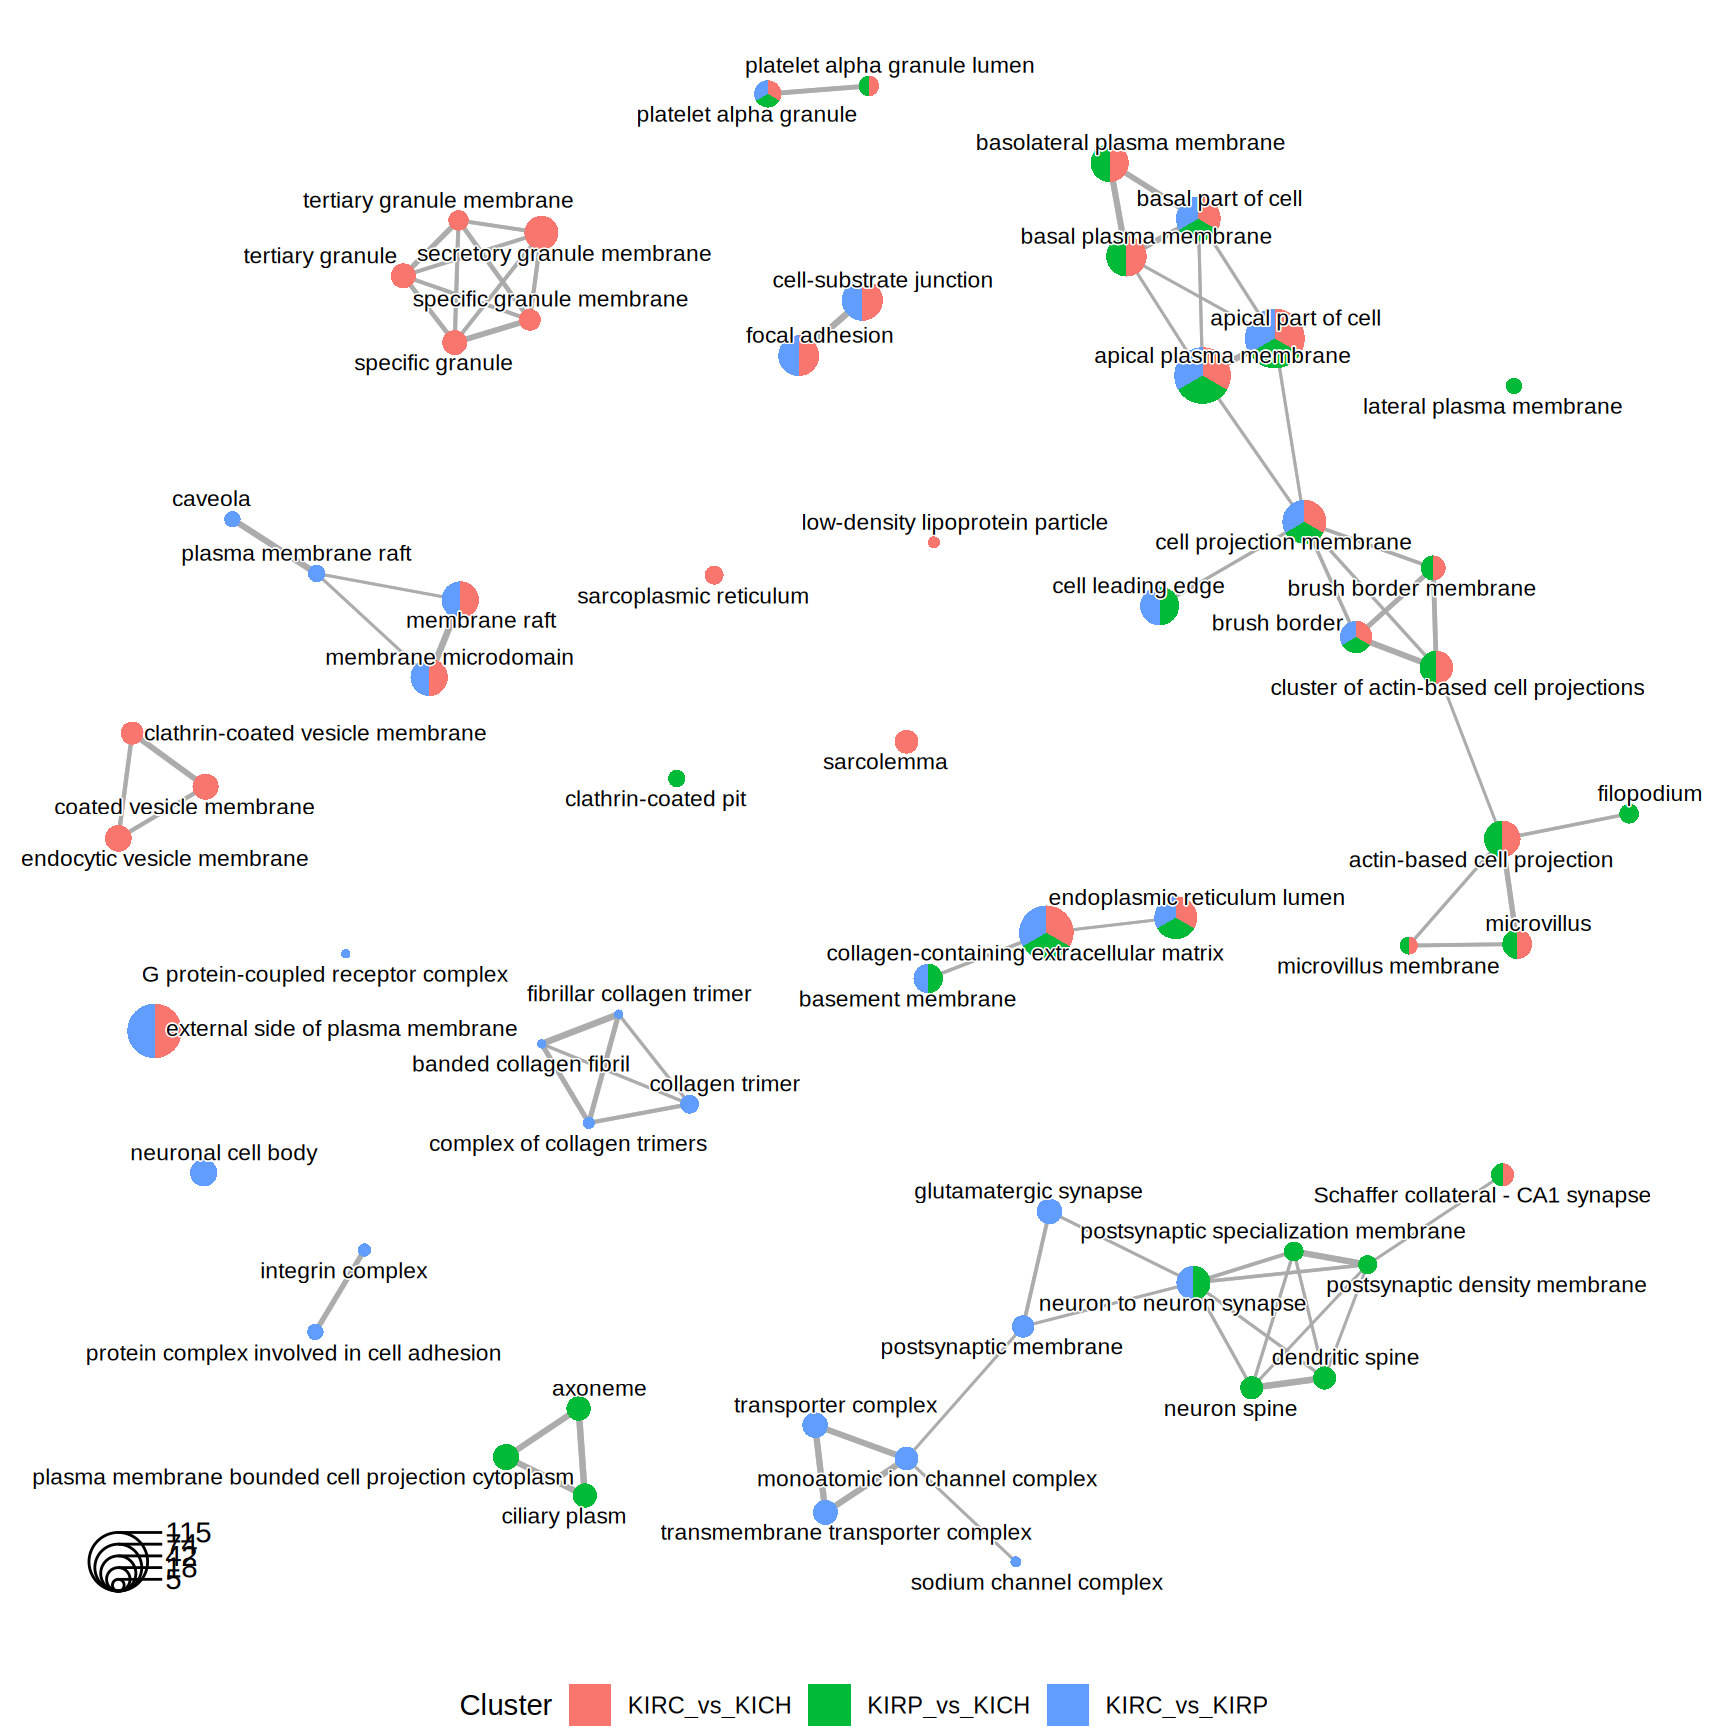 platelet alpha granule lumen
platelet alpha granule
basolateral plasma membrane
tertiary granule membrane
basal part of cell
basal plasma membrane
tertiary granule
secretory granule membrane
cell-substrate junction
specific granule membrane
apical part of cell
focal adhesion
apical plasma membrane
specific granule
lateral plasma membrane
caveola
low-density lipoprotein particle
plasma membrane raft
cell projection membrane
cell leading edge
brush border membrane
sarcoplasmic reticulum
membrane raft
brush border
membrane microdomain
cluster of actin-based cell projections
clathrin-coated vesicle membrane
sarcolemma
clathrin-coated pit
filopodium
coated vesicle membrane
endocytic vesicle membrane
actin-based cell projection
endoplasmic reticulum lumen
microvillus
collagen-containing extracellular matrix
microvillus membrane
G protein-coupled receptor complex
fibrillar collagen trimer
basement membrane
external side of plasma membrane
banded collagen fibril
collagen trimer
complex of collagen trimers
neuronal cell body
glutamatergic synapse
Schaffer collateral - CA1 synapse
postsynaptic specialization membrane
integrin complex
postsynaptic density membrane
neuron to neuron synapse
postsynaptic membrane
protein complex involved in cell adhesion
dendritic spine
axoneme
transporter complex
neuron spine
plasma membrane bounded cell projection cytoplasm
monoatomic ion channel complex
ciliary plasm
transmembrane transporter complex
sodium channel complex
115
74
42
18
5
Cluster KIRC_vs_KICH KIRP_vs_KICH KIRC_vs_KIRP